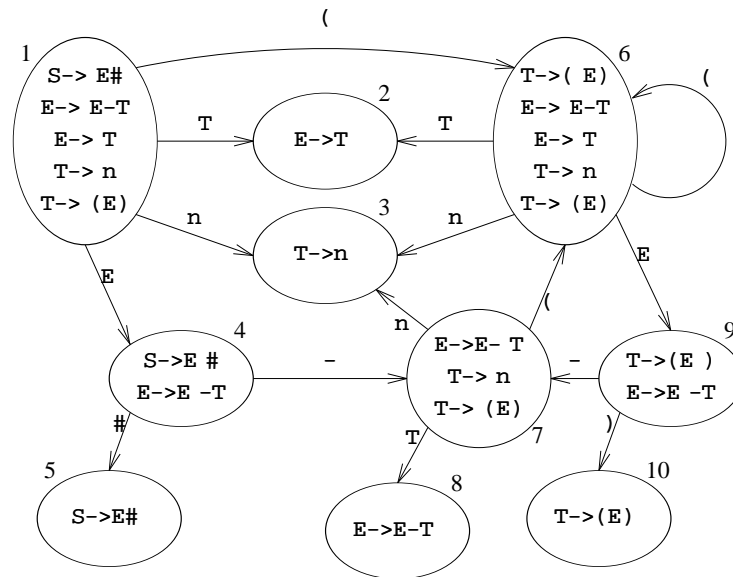 (
1
S-> E#
E-> E-T
E-> T
T-> n
T-> (E)
6
T->( E)
E-> E-T
E-> T
T-> n
T-> (E)
(
2
E->T
T
T
3
T->n
n
n
E
E
4
S->E #
E->E -T
-
n
(
E->E- T
T-> n
T-> (E)
7
-
9
T->(E )
E->E -T
#
T
)
5
S->E#
8
E->E-T
10
T->(E)